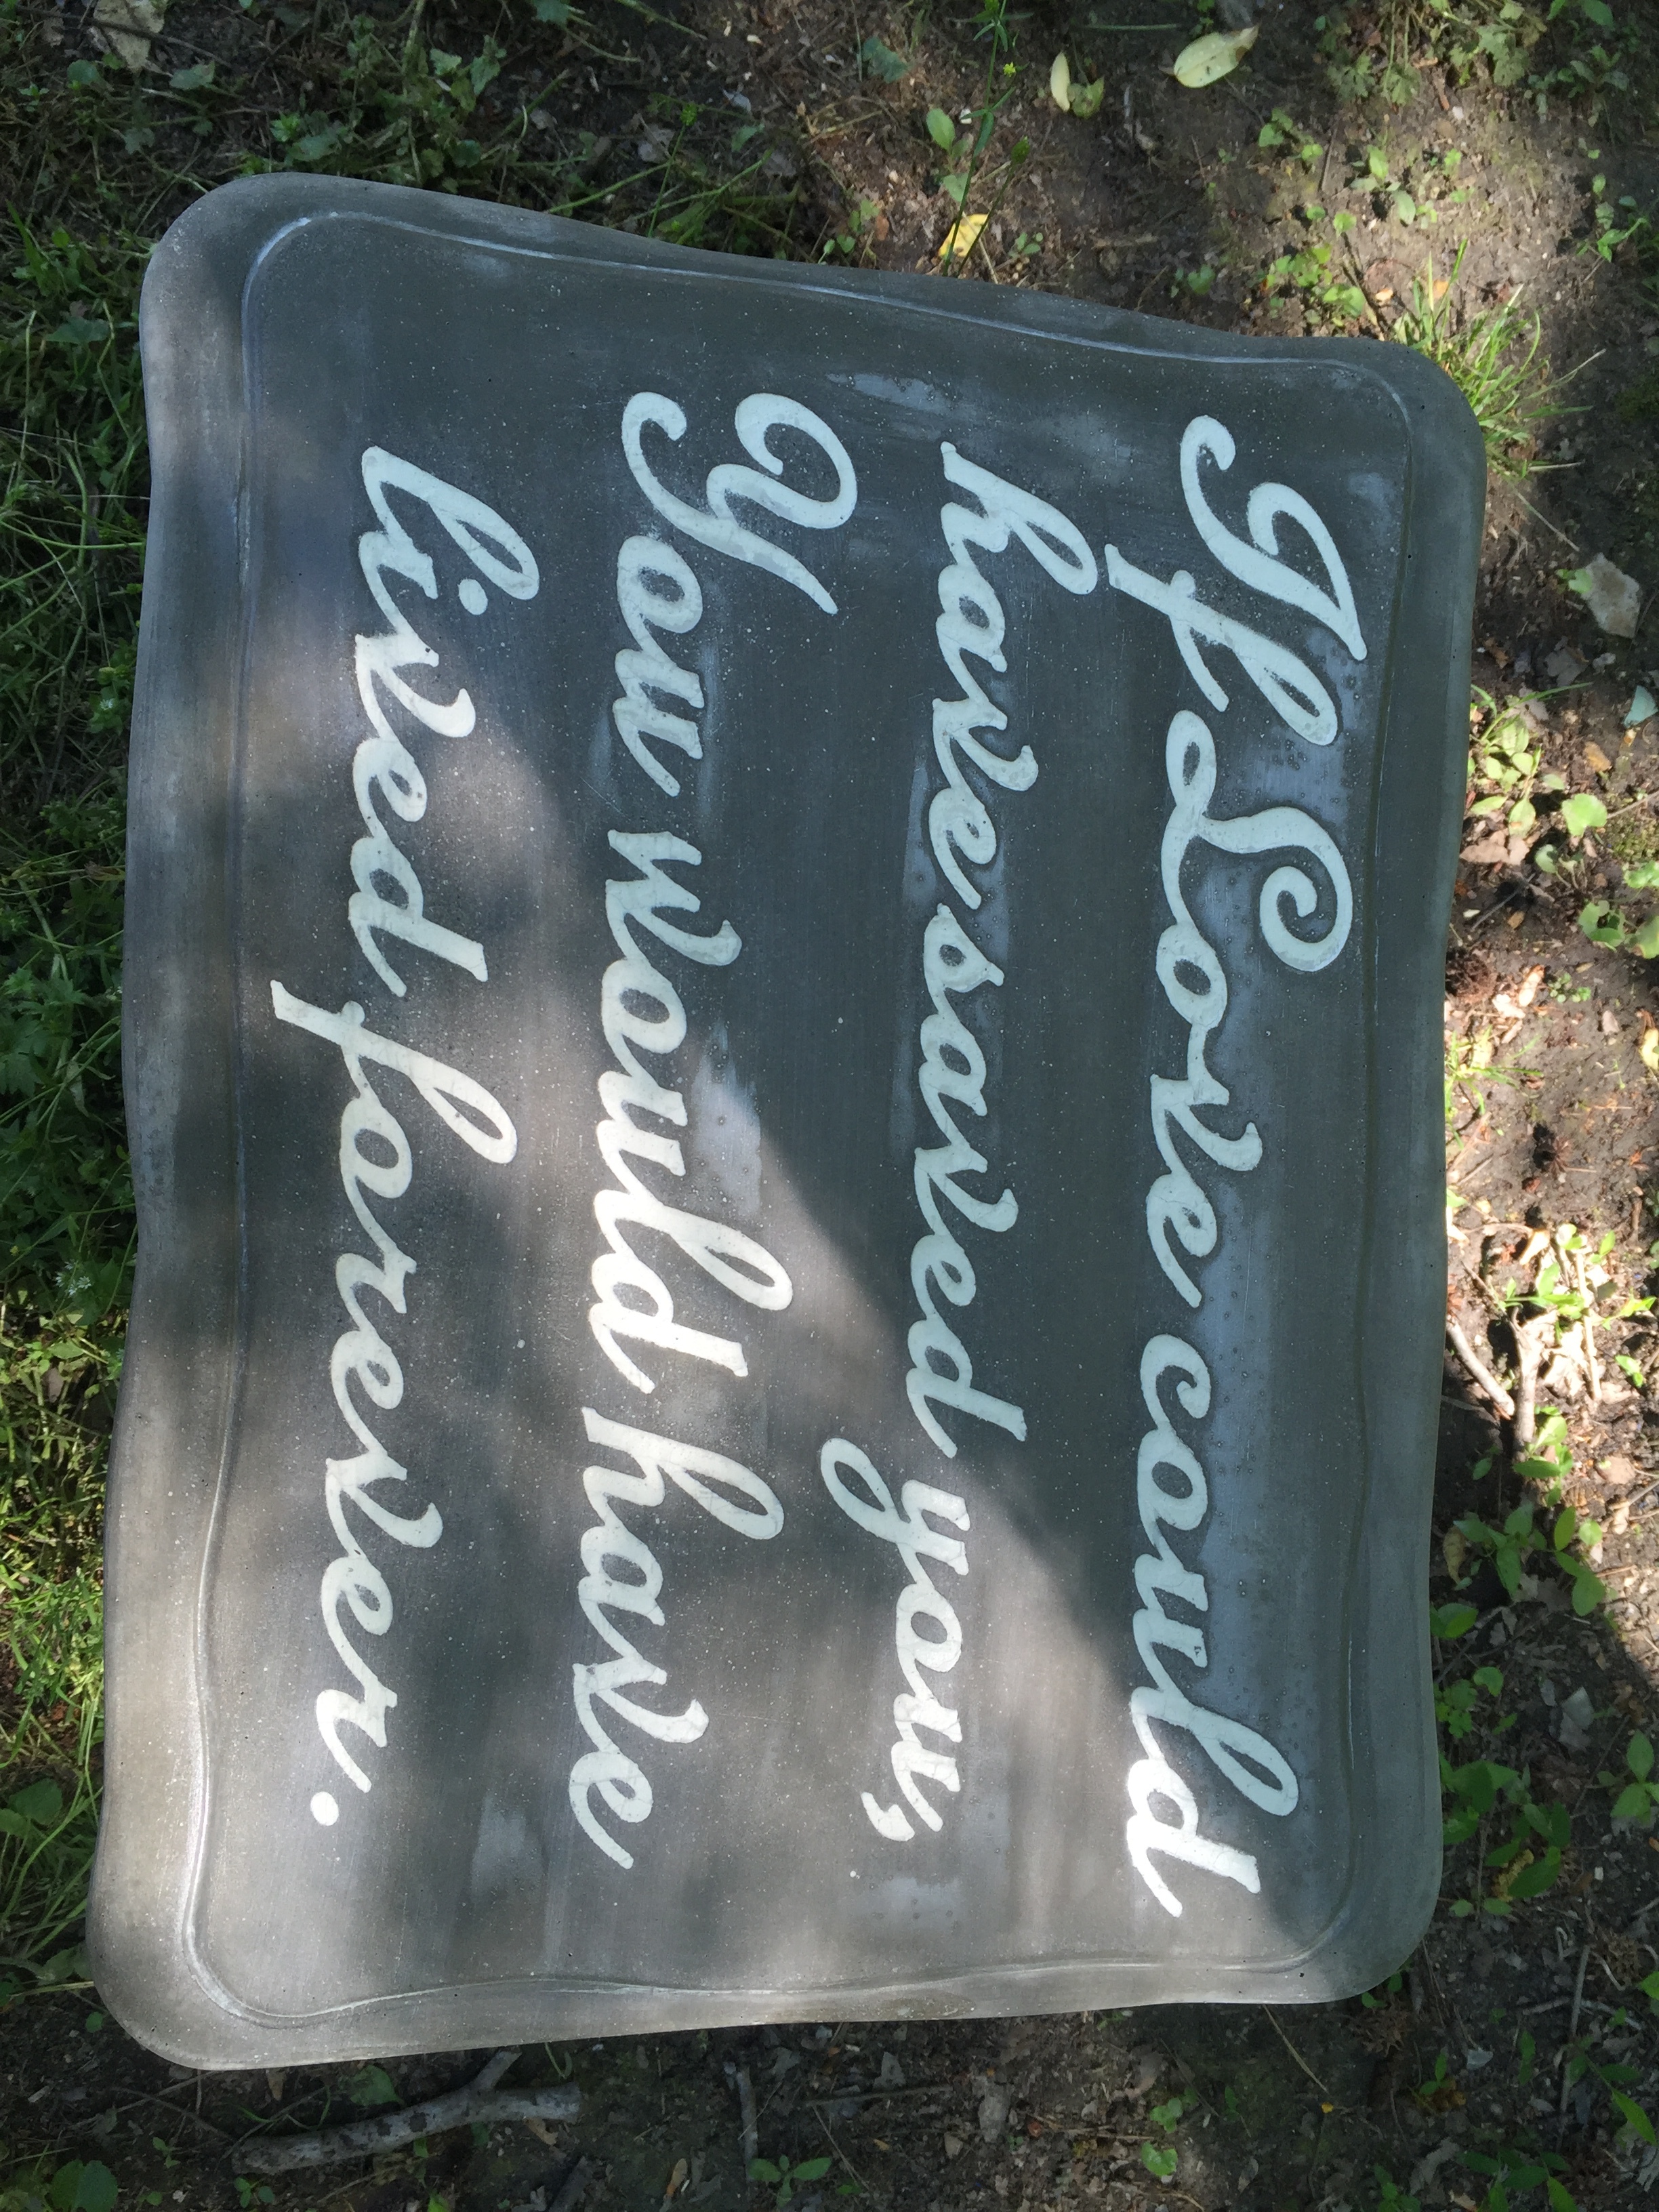 If Love could
have saved you,
You would have
lived forever.